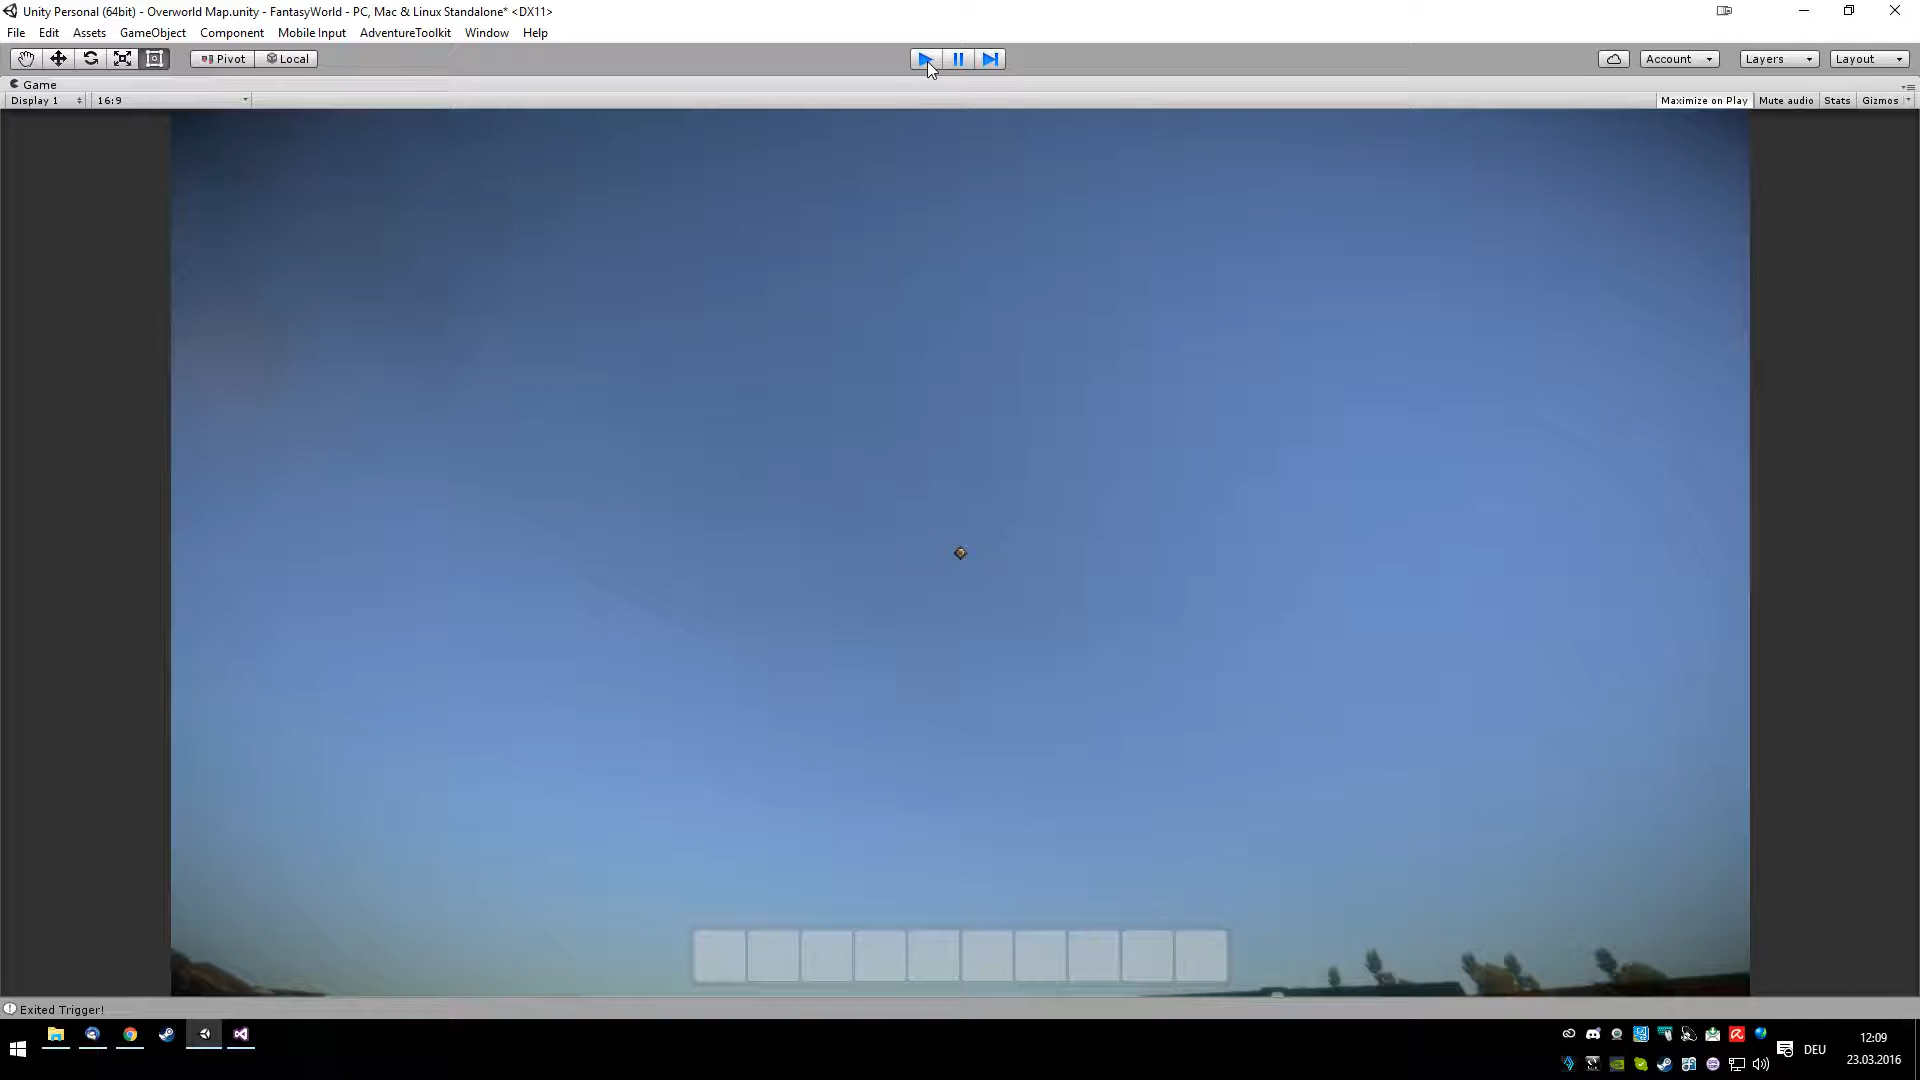 Unity Personal (64bit) - Overworld Map.unity - FantasyWorld - PC, Mac & Linux Standalone* <DX11>
File Edit Assets GameObject Component Mobile Input AdventureToolkit Window Help
Pivot Local Account Layers Layout
Game
Display 1 16:9 Maximize on Play Mute audio Stats Gizmos
Exited Trigger!
12:09
DEU
23.03.2016